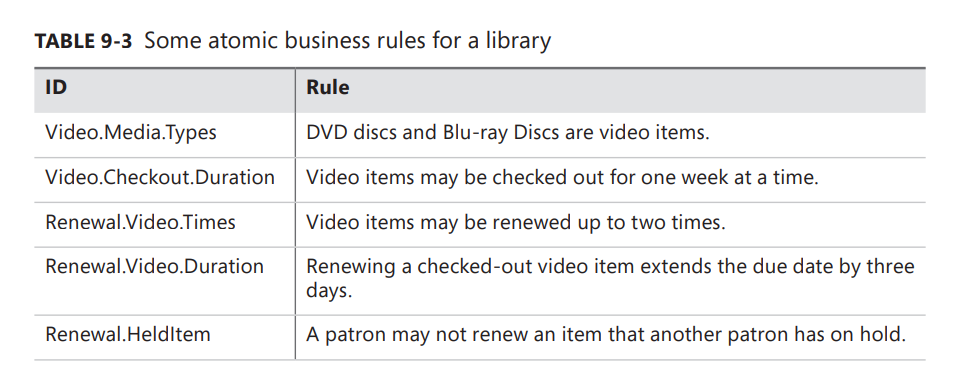 TABLE 9-3 Some atomic business rules for a library
ID Rule
Video.Media.Types DVD discs and Blu-ray Discs are video items.
Video.Checkout.Duration Video items may be checked out for one week at a time.
Renewal.Video.Times Video items may be renewed up to two times.
Renewal.Video.Duration Renewing a checked-out video item extends the due date by three
days.
Renewal.HeldItem A patron may not renew an item that another patron has on hold.